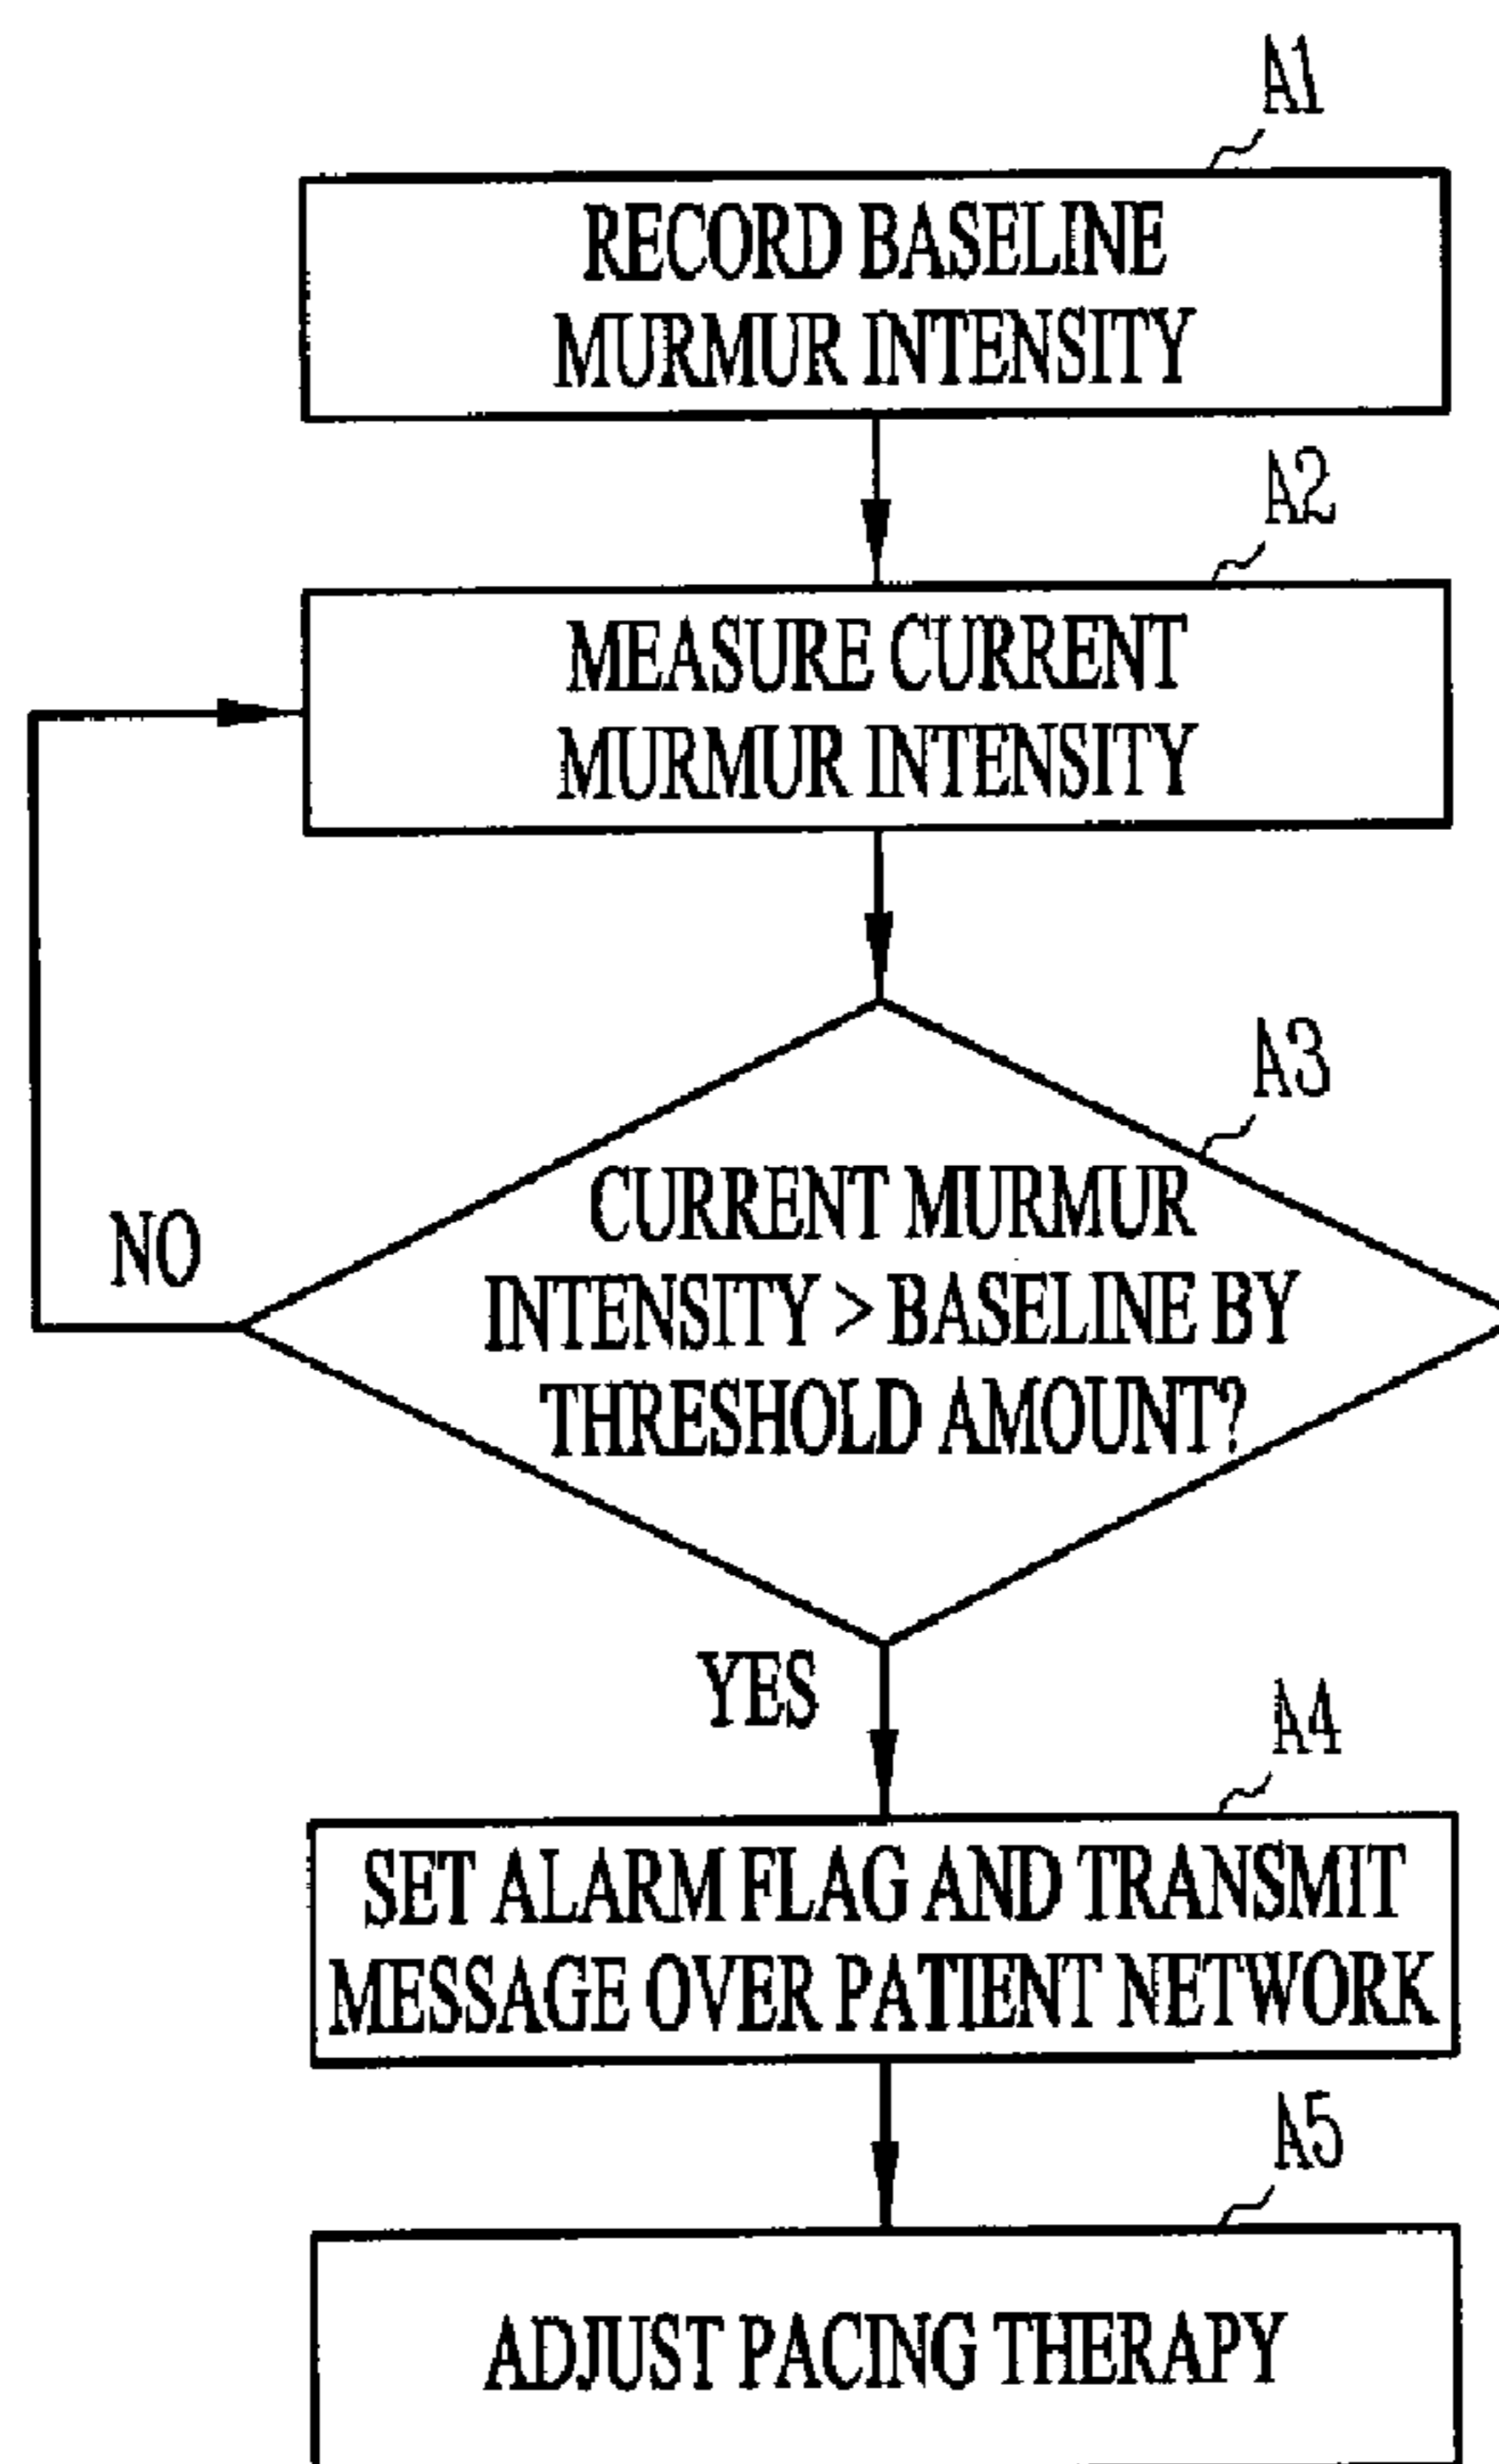 A1
RECORD BASELINE
MURMUR INTENSITY
A2
MEASURE CURRENT
MURMUR INTENSITY
A3
CURRENT MURMUR
INTENSITY > BASELINE BY
THRESHOLD AMOUNT?
NO
YES
A4
SET ALARM FLAG AND TRANSMIT
MESSAGE OVER PATIENT NETWORK
A5
ADJUST PACING THERAPY